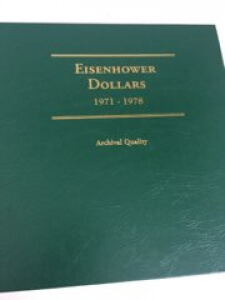 EISENHOWER
DOLLARS
1971 - 1978
Archival Quality